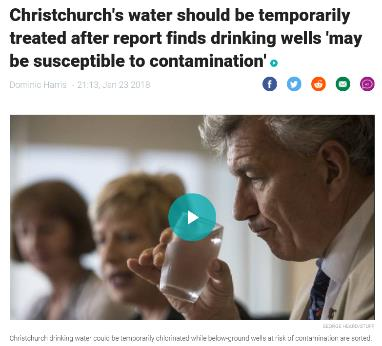 Christchurch's water should be temporarily
treated after report finds drinking wells 'may
be susceptible to contamination'
Dominic Harris · 21:13, Jan 23 2018
GEORGE HEARD/STUFF
Christchurch drinking water could be temporarily chlorinated while below-ground wells at risk of contamination are sorted.